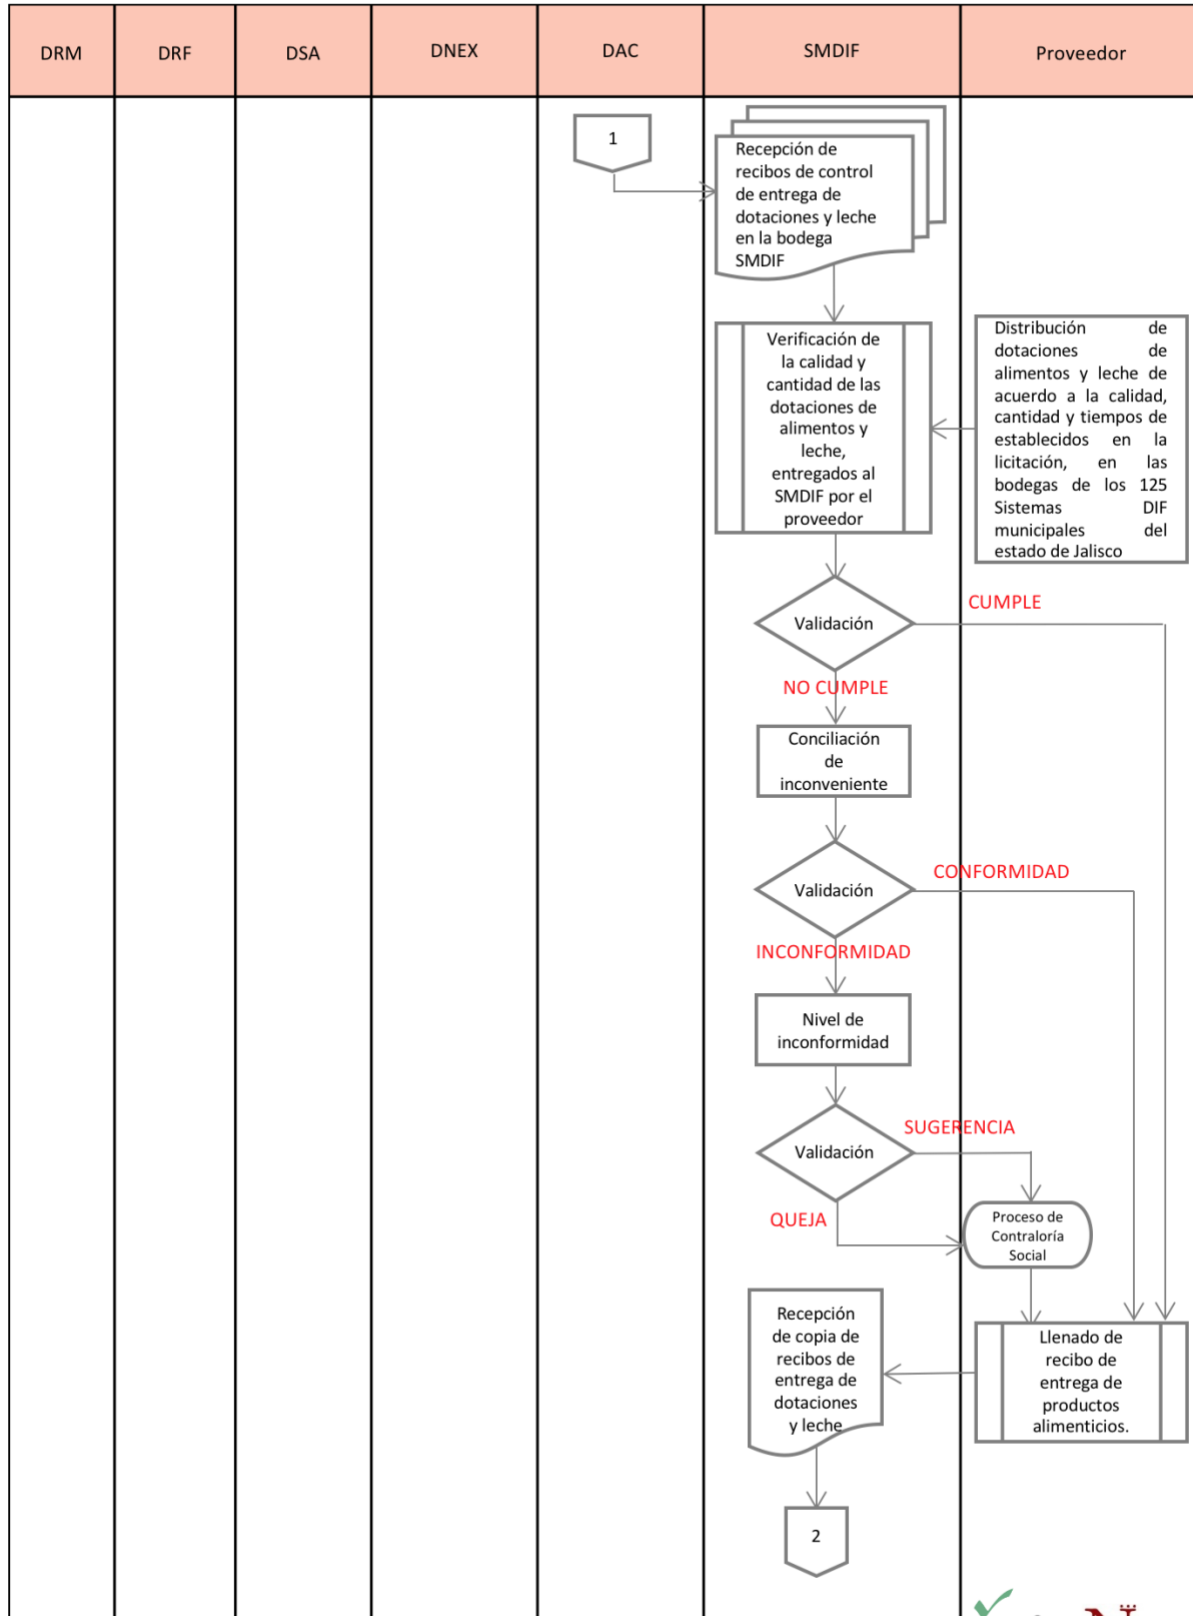 DRM
DRF
DSA
DNEX
DAC
SMDIF
Proveedor
1
Recepción de
recibos de control
de entrega de
dotaciones y leche
en la bodega
SMDIF
Verificación de
la calidad y
cantidad de las
dotaciones de
alimentos y
leche,
entregados al
SMDIF por el
proveedor
Distribución de
dotaciones de
alimentos y leche de
acuerdo a la calidad,
cantidad y tiempos de
establecidos en la
licitación, en las
bodegas de los 125
Sistemas DIF
municipales del
estado de Jalisco
Validación
CUMPLE
NO CUMPLE
Conciliación
de
inconveniente
Validación
CONFORMIDAD
INCONFORMIDAD
Nivel de
inconformidad
Validación
SUGERENCIA
QUEJA
Proceso de
Contraloría
Social
Recepción
de copia de
recibos de
entrega de
dotaciones
y leche
Llenado de
recibo de
entrega de
productos
alimenticios.
2